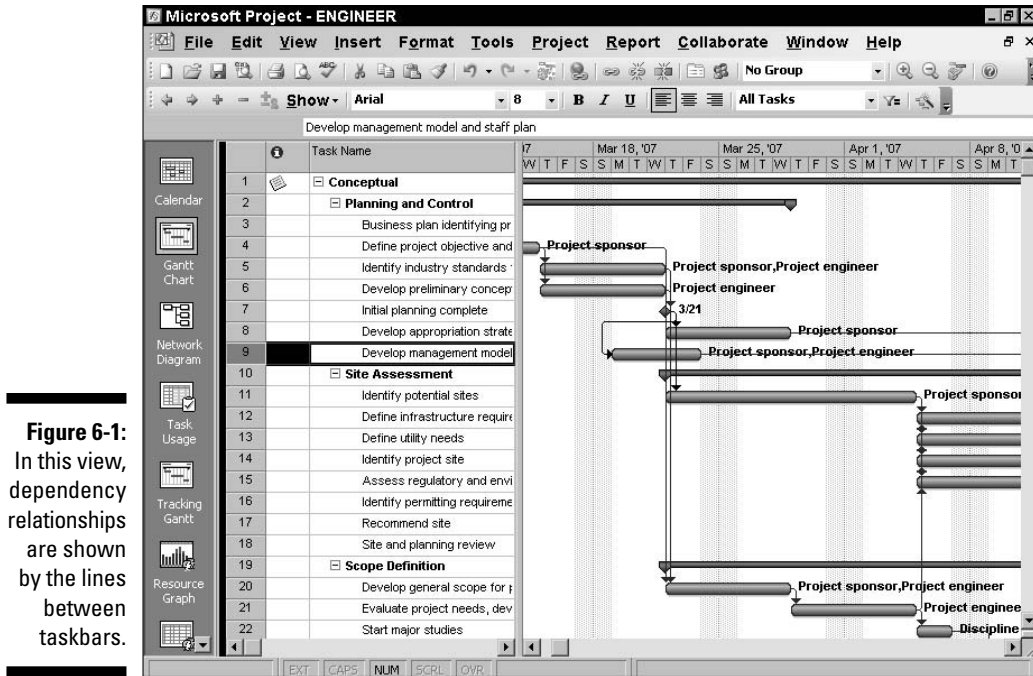 Microsoft Project - ENGINEER
File Edit View Insert Format Tools Project Report Collaborate Window Help
No Group
Show Arial 8 B I U All Tasks
Develop management model and staff plan
Task Name
'07 Mar 18, '07 Mar 25, '07 Apr 1, '07 Apr 8, '0
W T F S S M T W T F S S M T W T F S S M T W T F S S M T
Calendar
Gantt
Chart
Network
Diagram
Task
Usage
Tracking
Gantt
Resource
Graph
1 Conceptual
2 Planning and Control
3 Business plan identifying pr
4 Define project objective and Project sponsor
5 Identify industry standards Project sponsor,Project engineer
6 Develop preliminary concep Project engineer
7 Initial planning complete 3/21
8 Develop appropriation strate Project sponsor
9 Develop management model Project sponsor,Project engineer
10 Site Assessment
11 Identify potential sites Project sponsor
12 Define infrastructure require
13 Define utility needs
14 Identify project site
15 Assess regulatory and envi
16 Identify permitting requireme
17 Recommend site
18 Site and planning review
19 Scope Definition
20 Develop general scope for p Project sponsor,Project engineer
21 Evaluate project needs, dev Project enginee
22 Start major studies Discipline
EXT CAPS NUM SCRL OVR
Figure 6-1:
In this view,
dependency
relationships
are shown
by the lines
between
taskbars.